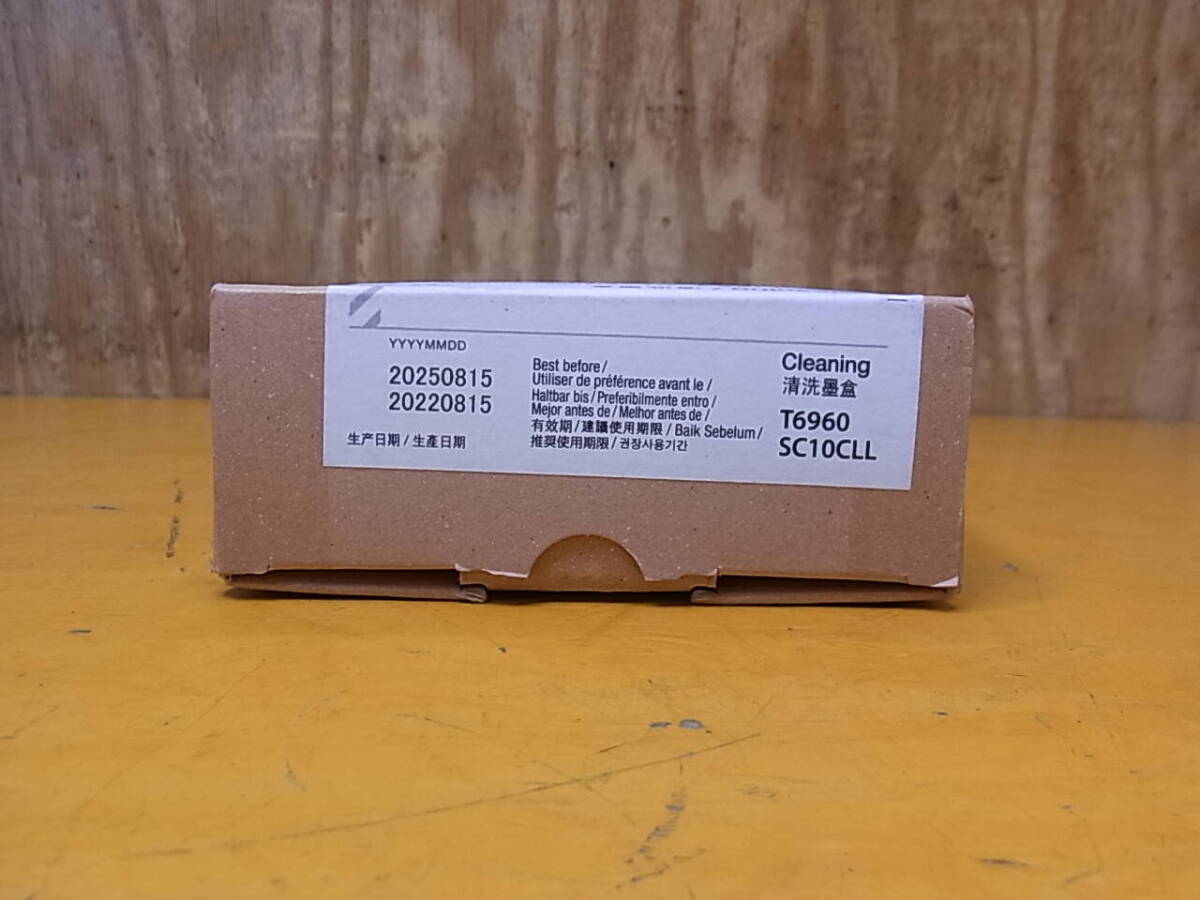 YYYYMMDD
20250815
20220815
生产日期/生產日期
Best before/
Utiliser de préférence avant le/
Haltbar bis/Preferibilmente entro/
Mejor antes de/Melhor antes de/
有效期/建議使用期限/Baik Sebelum/
推奨使用期限/권장사용기간
Cleaning
清洗墨盒
T6960
SC10CLL